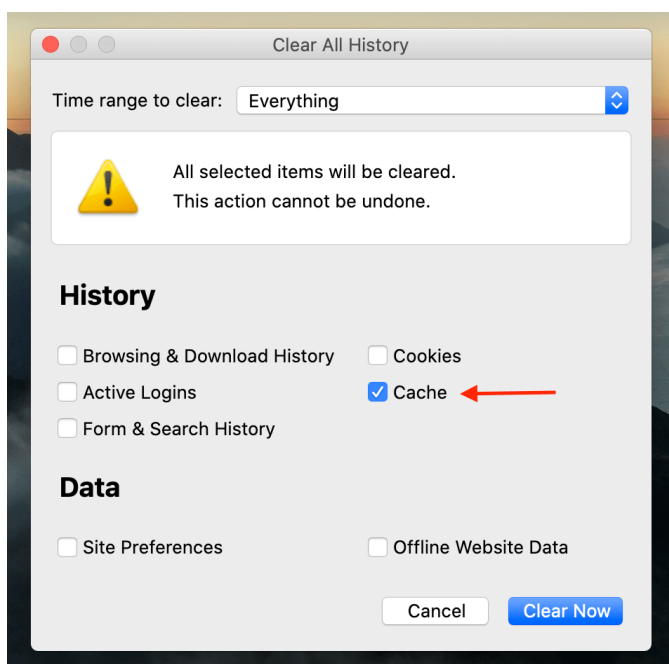 Clear All History
Time range to clear: Everything
All selected items will be cleared.
This action cannot be undone.
History
Browsing & Download History Cookies
Active Logins Cache
Form & Search History
Data
Site Preferences Offline Website Data
Cancel Clear Now